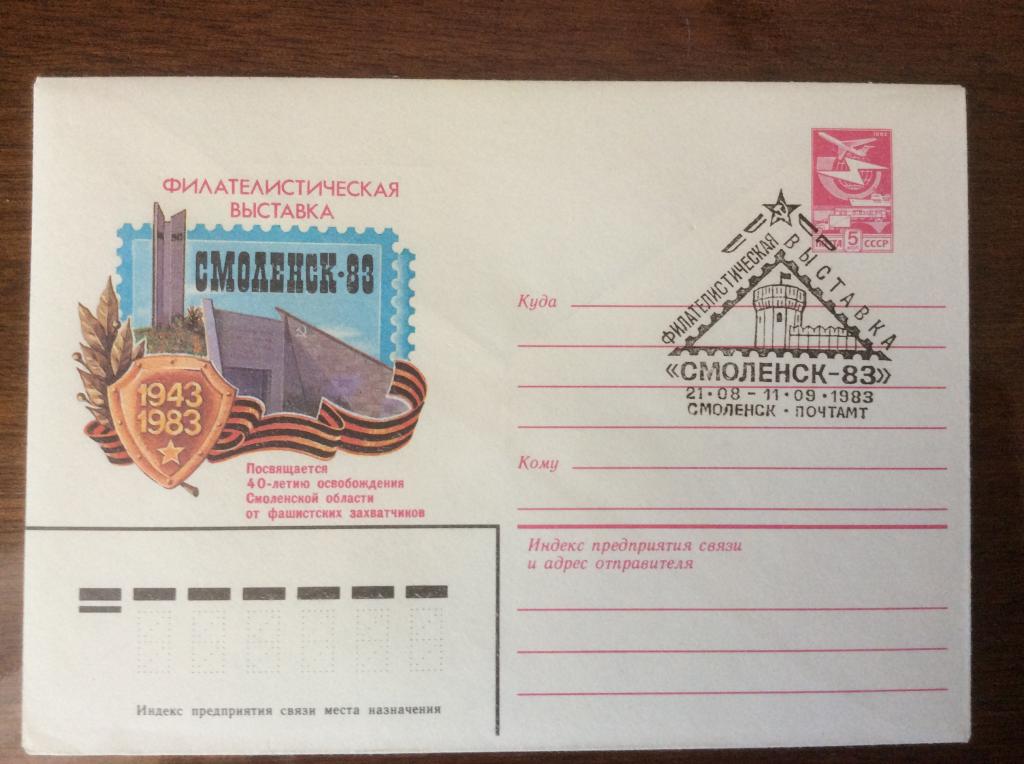 ФИЛАТЕЛИСТИЧЕСКАЯ
ВЫСТАВКА
СМОЛЕНСК-83
1943
1983
Посвящается
40-летию освобождения
Смоленской области
от фашистских захватчиков
1982
ПОЧТА 5 СССР
ФИЛАТЕЛИСТИЧЕСКАЯ ВЫСТАВКА
«СМОЛЕНСК-83»
21·08 – 11·09·1983
СМОЛЕНСК · ПОЧТАМТ
Куда
Кому
Индекс предприятия связи
и адрес отправителя
Индекс предприятия связи места назначения